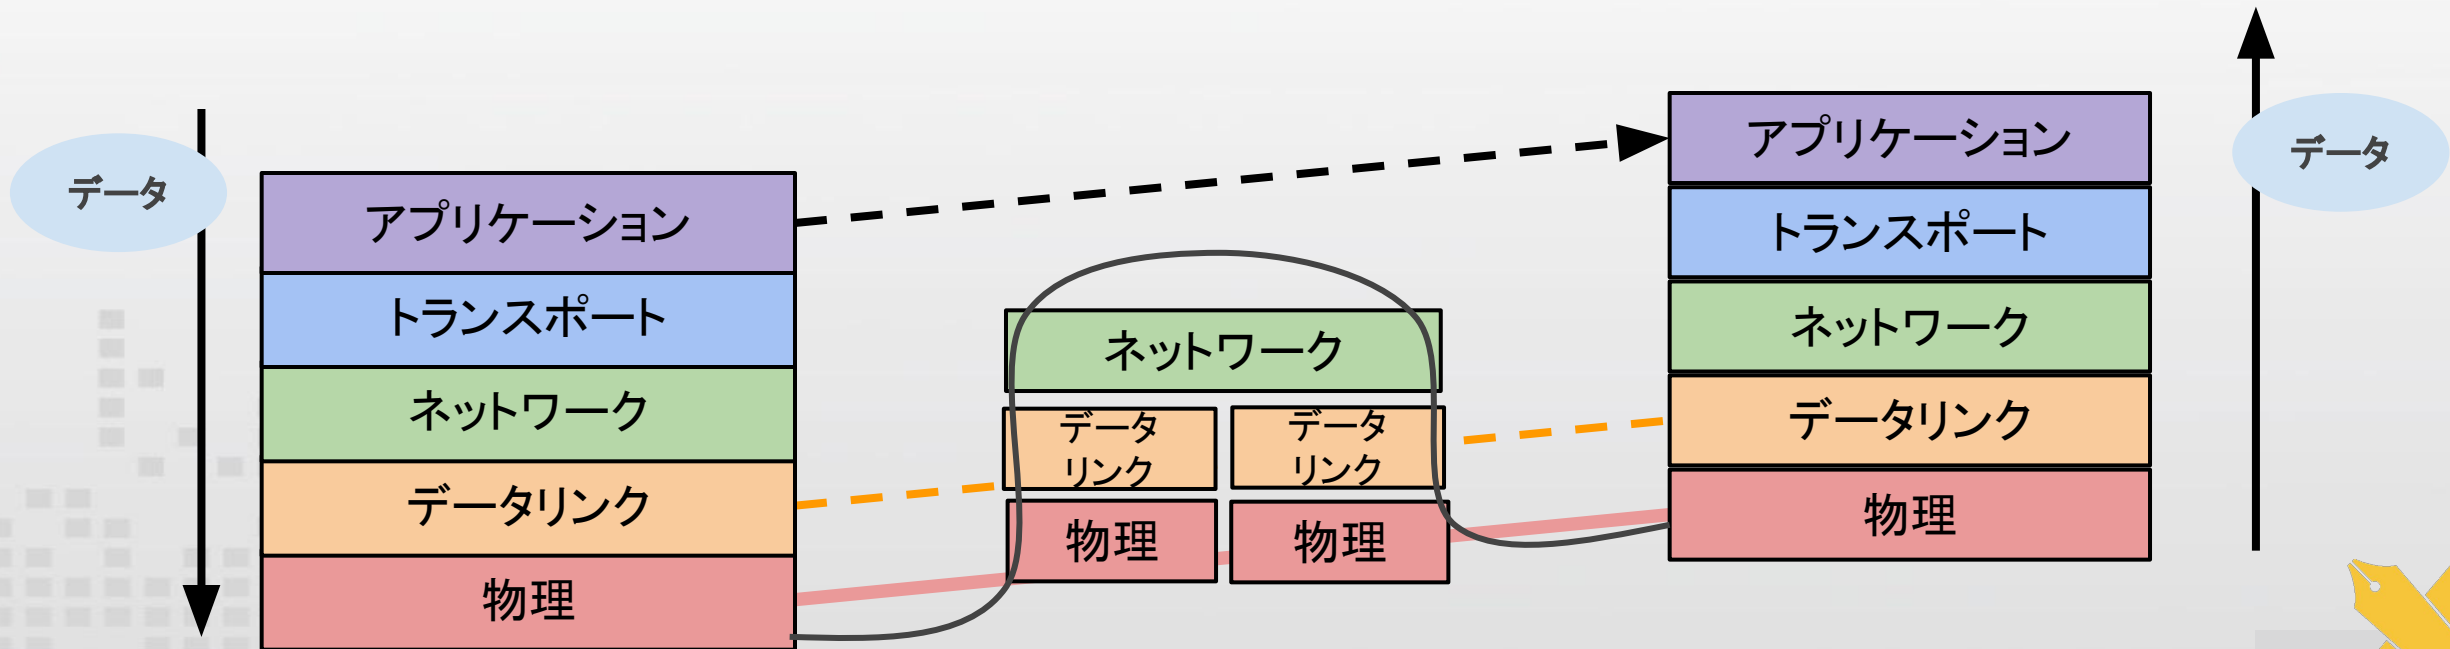 データ
アプリケーション
トランスポート
ネットワーク
データリンク
物理
ネットワーク
データ
リンク
データ
リンク
物理
物理
アプリケーション
トランスポート
ネットワーク
データリンク
物理
データ